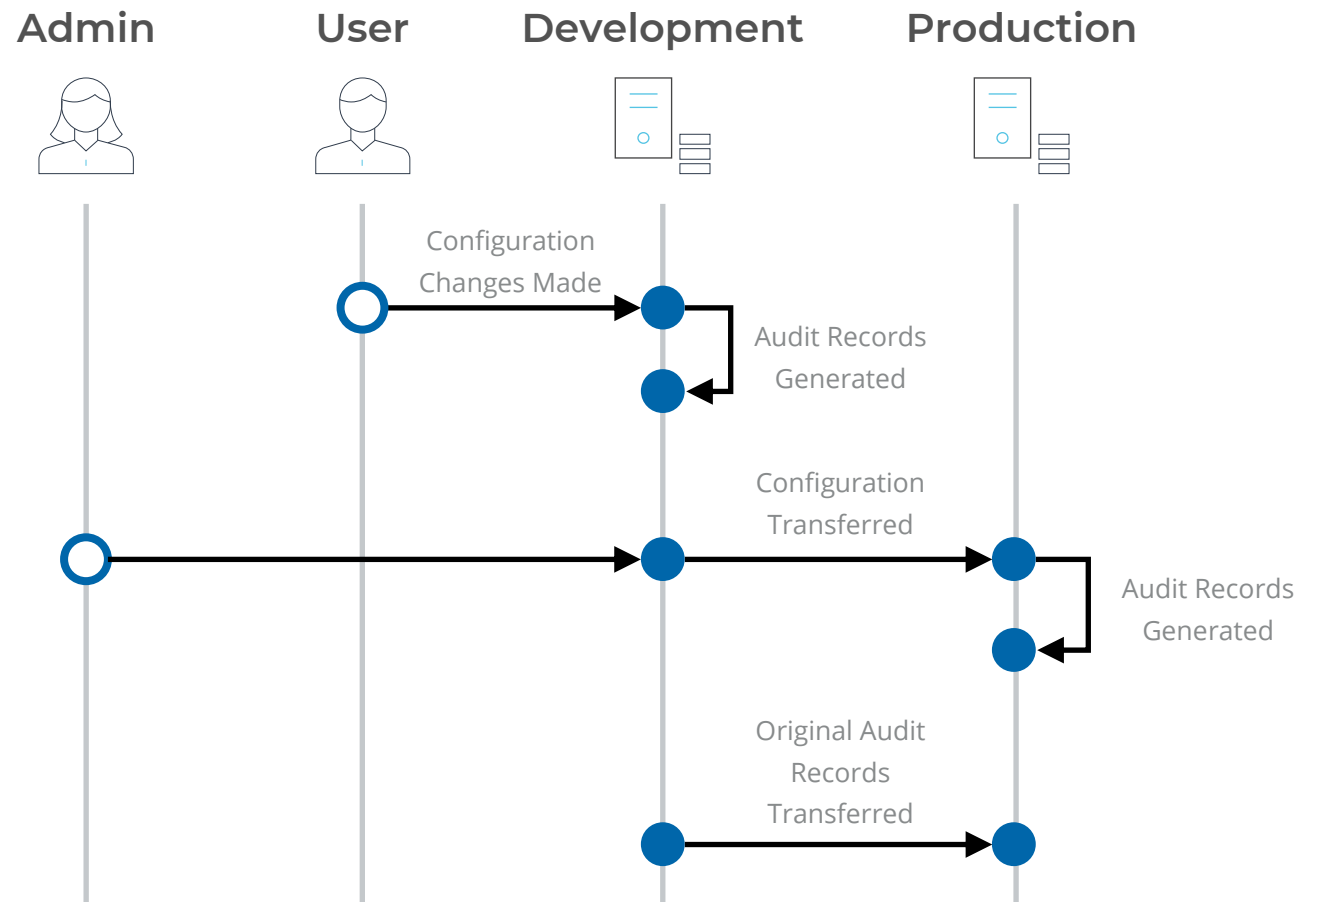 Admin
User
Development
Production
Configuration
Changes Made
Audit Records
Generated
Configuration
Transferred
Audit Records
Generated
Original Audit
Records
Transferred